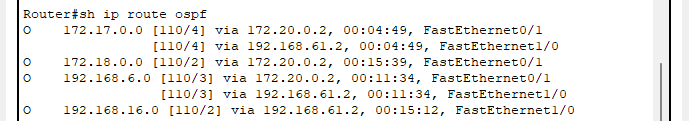 Router#sh ip route ospf
O    172.17.0.0 [110/4] via 172.20.0.2, 00:04:49, FastEthernet0/1
                [110/4] via 192.168.61.2, 00:04:49, FastEthernet1/0
O    172.18.0.0 [110/2] via 172.20.0.2, 00:15:39, FastEthernet0/1
O    192.168.6.0 [110/3] via 172.20.0.2, 00:11:34, FastEthernet0/1
                 [110/3] via 192.168.61.2, 00:11:34, FastEthernet1/0
O    192.168.16.0 [110/2] via 192.168.61.2, 00:15:12, FastEthernet1/0